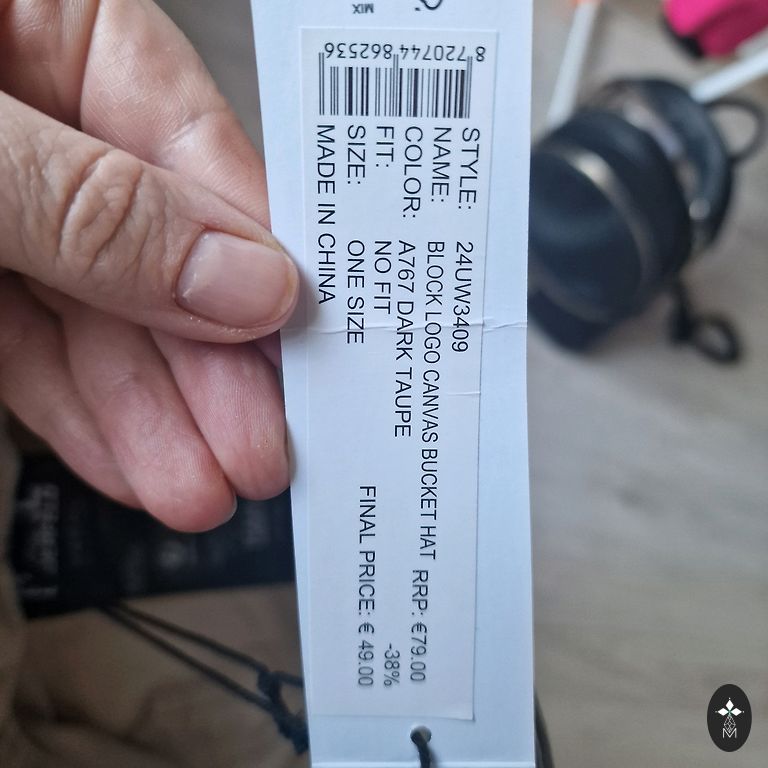 MIX
8 720744 862536
STYLE: 24UW3409
NAME: BLOCK LOGO CANVAS BUCKET HAT
COLOR: A767 DARK TAUPE
RRP: €79.00
FIT: NO FIT
-38%
SIZE: ONE SIZE
FINAL PRICE: € 49.00
MADE IN CHINA
M